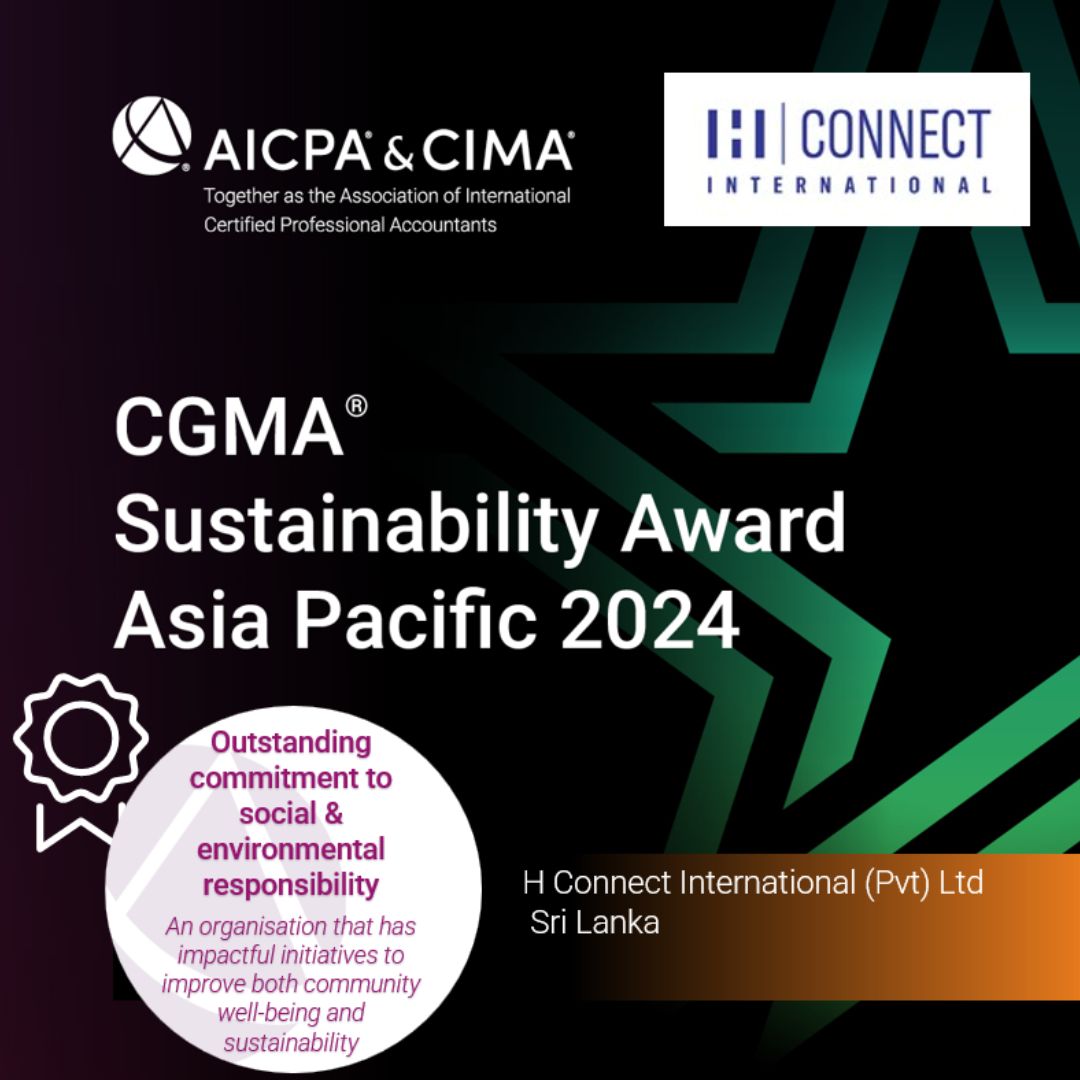 AICPA® & CIMA®
Together as the Association of International
Certified Professional Accountants
H|H CONNECT
INTERNATIONAL
CGMA®
Sustainability Award
Asia Pacific 2024
Outstanding
commitment to
social &
environmental
responsibility
An organisation that has
impactful initiatives to
improve both community
well-being and
sustainability
H Connect International (Pvt) Ltd
Sri Lanka